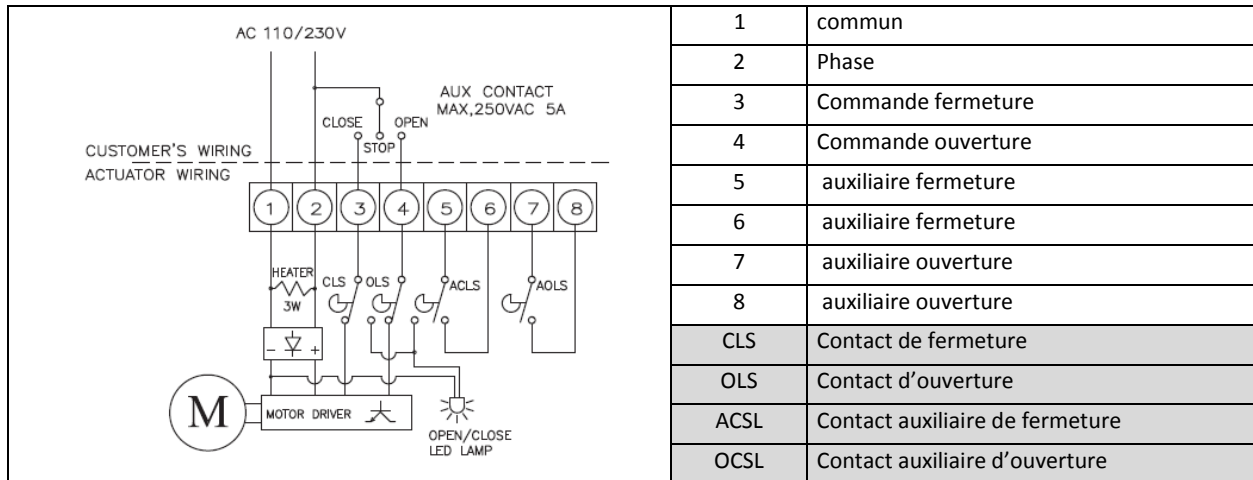 AC 110/230V
AUX CONTACT
MAX,250VAC 5A
CLOSE OPEN
STOP
CUSTOMER'S WIRING
ACTUATOR WIRING
1 2 3 4 5 6 7 8
HEATER
3W
CLS OLS ACLS AOLS
- +
M
MOTOR DRIVER
OPEN/CLOSE
LED LAMP
1 commun
2 Phase
3 Commande fermeture
4 Commande ouverture
5 auxiliaire fermeture
6 auxiliaire fermeture
7 auxiliaire ouverture
8 auxiliaire ouverture
CLS Contact de fermeture
OLS Contact d’ouverture
ACSL Contact auxiliaire de fermeture
OCSL Contact auxiliaire d’ouverture